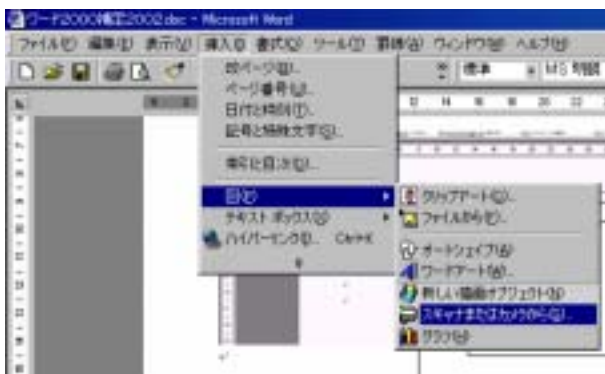 ワード2000補正2002.doc - Microsoft Word
ファイル(F) 編集(E) 表示(V) 挿入(I) 書式(O) ツール(T) 罫線(A) ウィンドウ(W) ヘルプ(H)
標準 MS 明朝
改ページ(B)...
ページ番号(U)...
日付と時刻(T)...
記号と特殊文字(S)...
索引と目次(D)...
図(P)
テキスト ボックス(X)
ハイパーリンク(I)... Ctrl+K
クリップアート(C)...
ファイルから(F)...
オートシェイプ(A)
ワードアート(W)...
新しい描画オブジェクト(N)
スキャナまたはカメラから(S)...
グラフ(H)